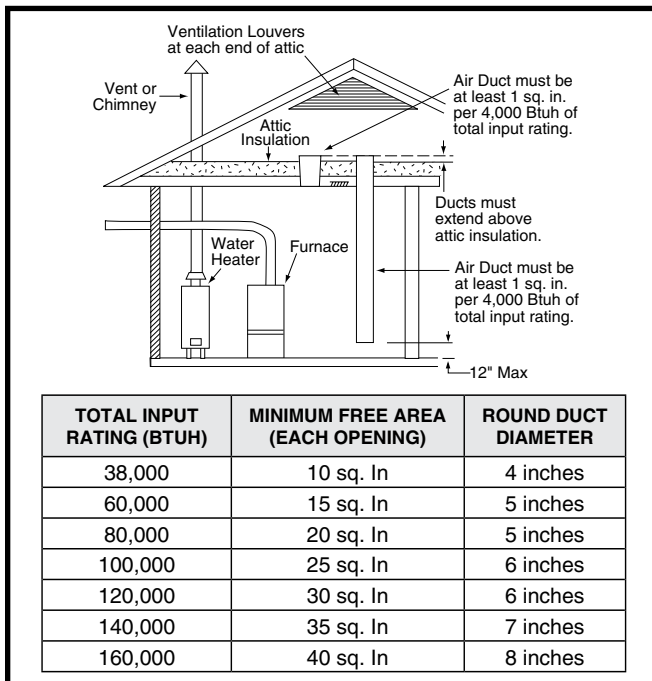 Ventilation Louvers
at each end of attic
Vent or
Chimney
Air Duct must be
at least 1 sq. in.
per 4,000 Btuh of
total input rating.
Attic
Insulation
Ducts must
extend above
attic insulation.
Water
Heater
Furnace
Air Duct must be
at least 1 sq. in.
per 4,000 Btuh of
total input rating.
12" Max
TOTAL INPUT MINIMUM FREE AREA ROUND DUCT
RATING (BTUH) (EACH OPENING) DIAMETER
38,000 10 sq. In 4 inches
60,000 15 sq. In 5 inches
80,000 20 sq. In 5 inches
100,000 25 sq. In 6 inches
120,000 30 sq. In 6 inches
140,000 35 sq. In 7 inches
160,000 40 sq. In 8 inches